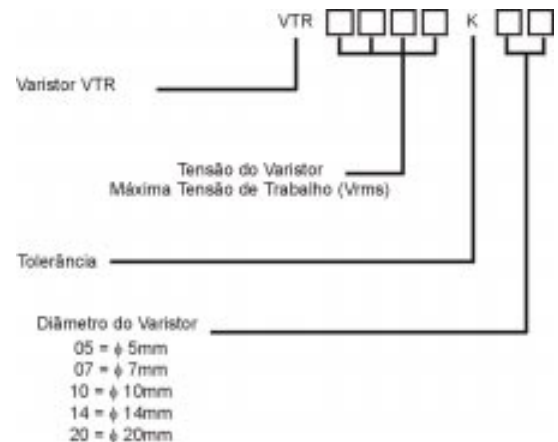 VTR □□□□ K □□
Varistor VTR
Tensão do Varistor
Máxima Tensão de Trabalho (Vrms)
Tolerância
Diâmetro do Varistor
05 = ϕ 5mm
07 = ϕ 7mm
10 = ϕ 10mm
14 = ϕ 14mm
20 = ϕ 20mm